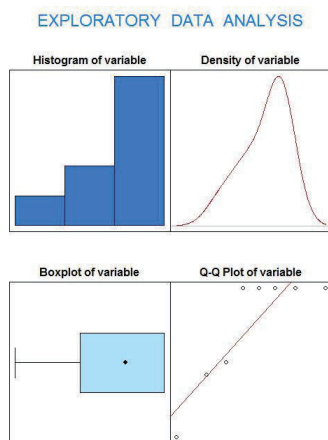 EXPLORATORY DATA ANALYSIS
Histogram of variable
Density of variable
Boxplot of variable
Q-Q Plot of variable